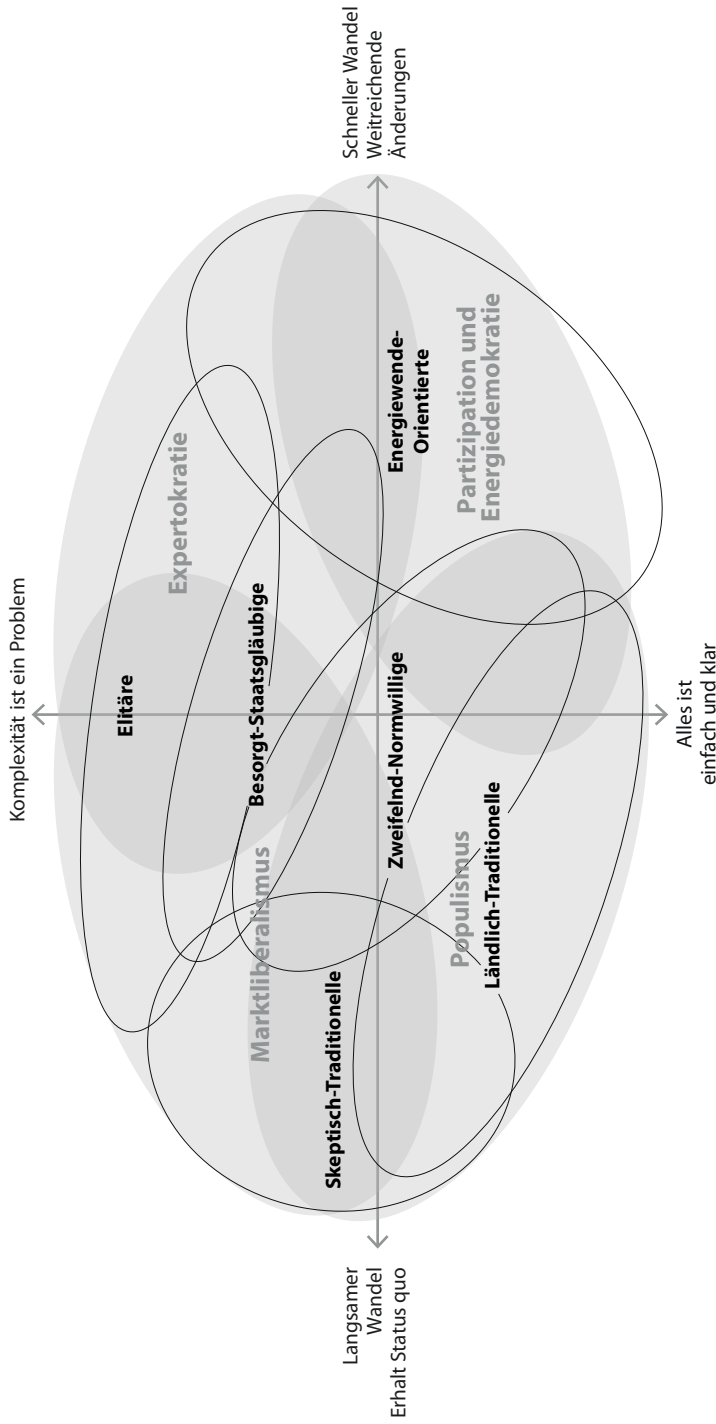 Komplexität ist ein Problem
Elitäre
Expertokratie
Besorgt-Staatsgläubige
Marktliberalismus
Skeptisch-Traditionelle
Langsamer
Wandel
Erhalt Status quo
Schneller Wandel
Weitreichende
Änderungen
Zweifelnd-Normwillige
Energiewende-
Orientierte
Populismus
Ländlich-Traditionelle
Partizipation und
Energiedemokratie
Alles ist
einfach und klar